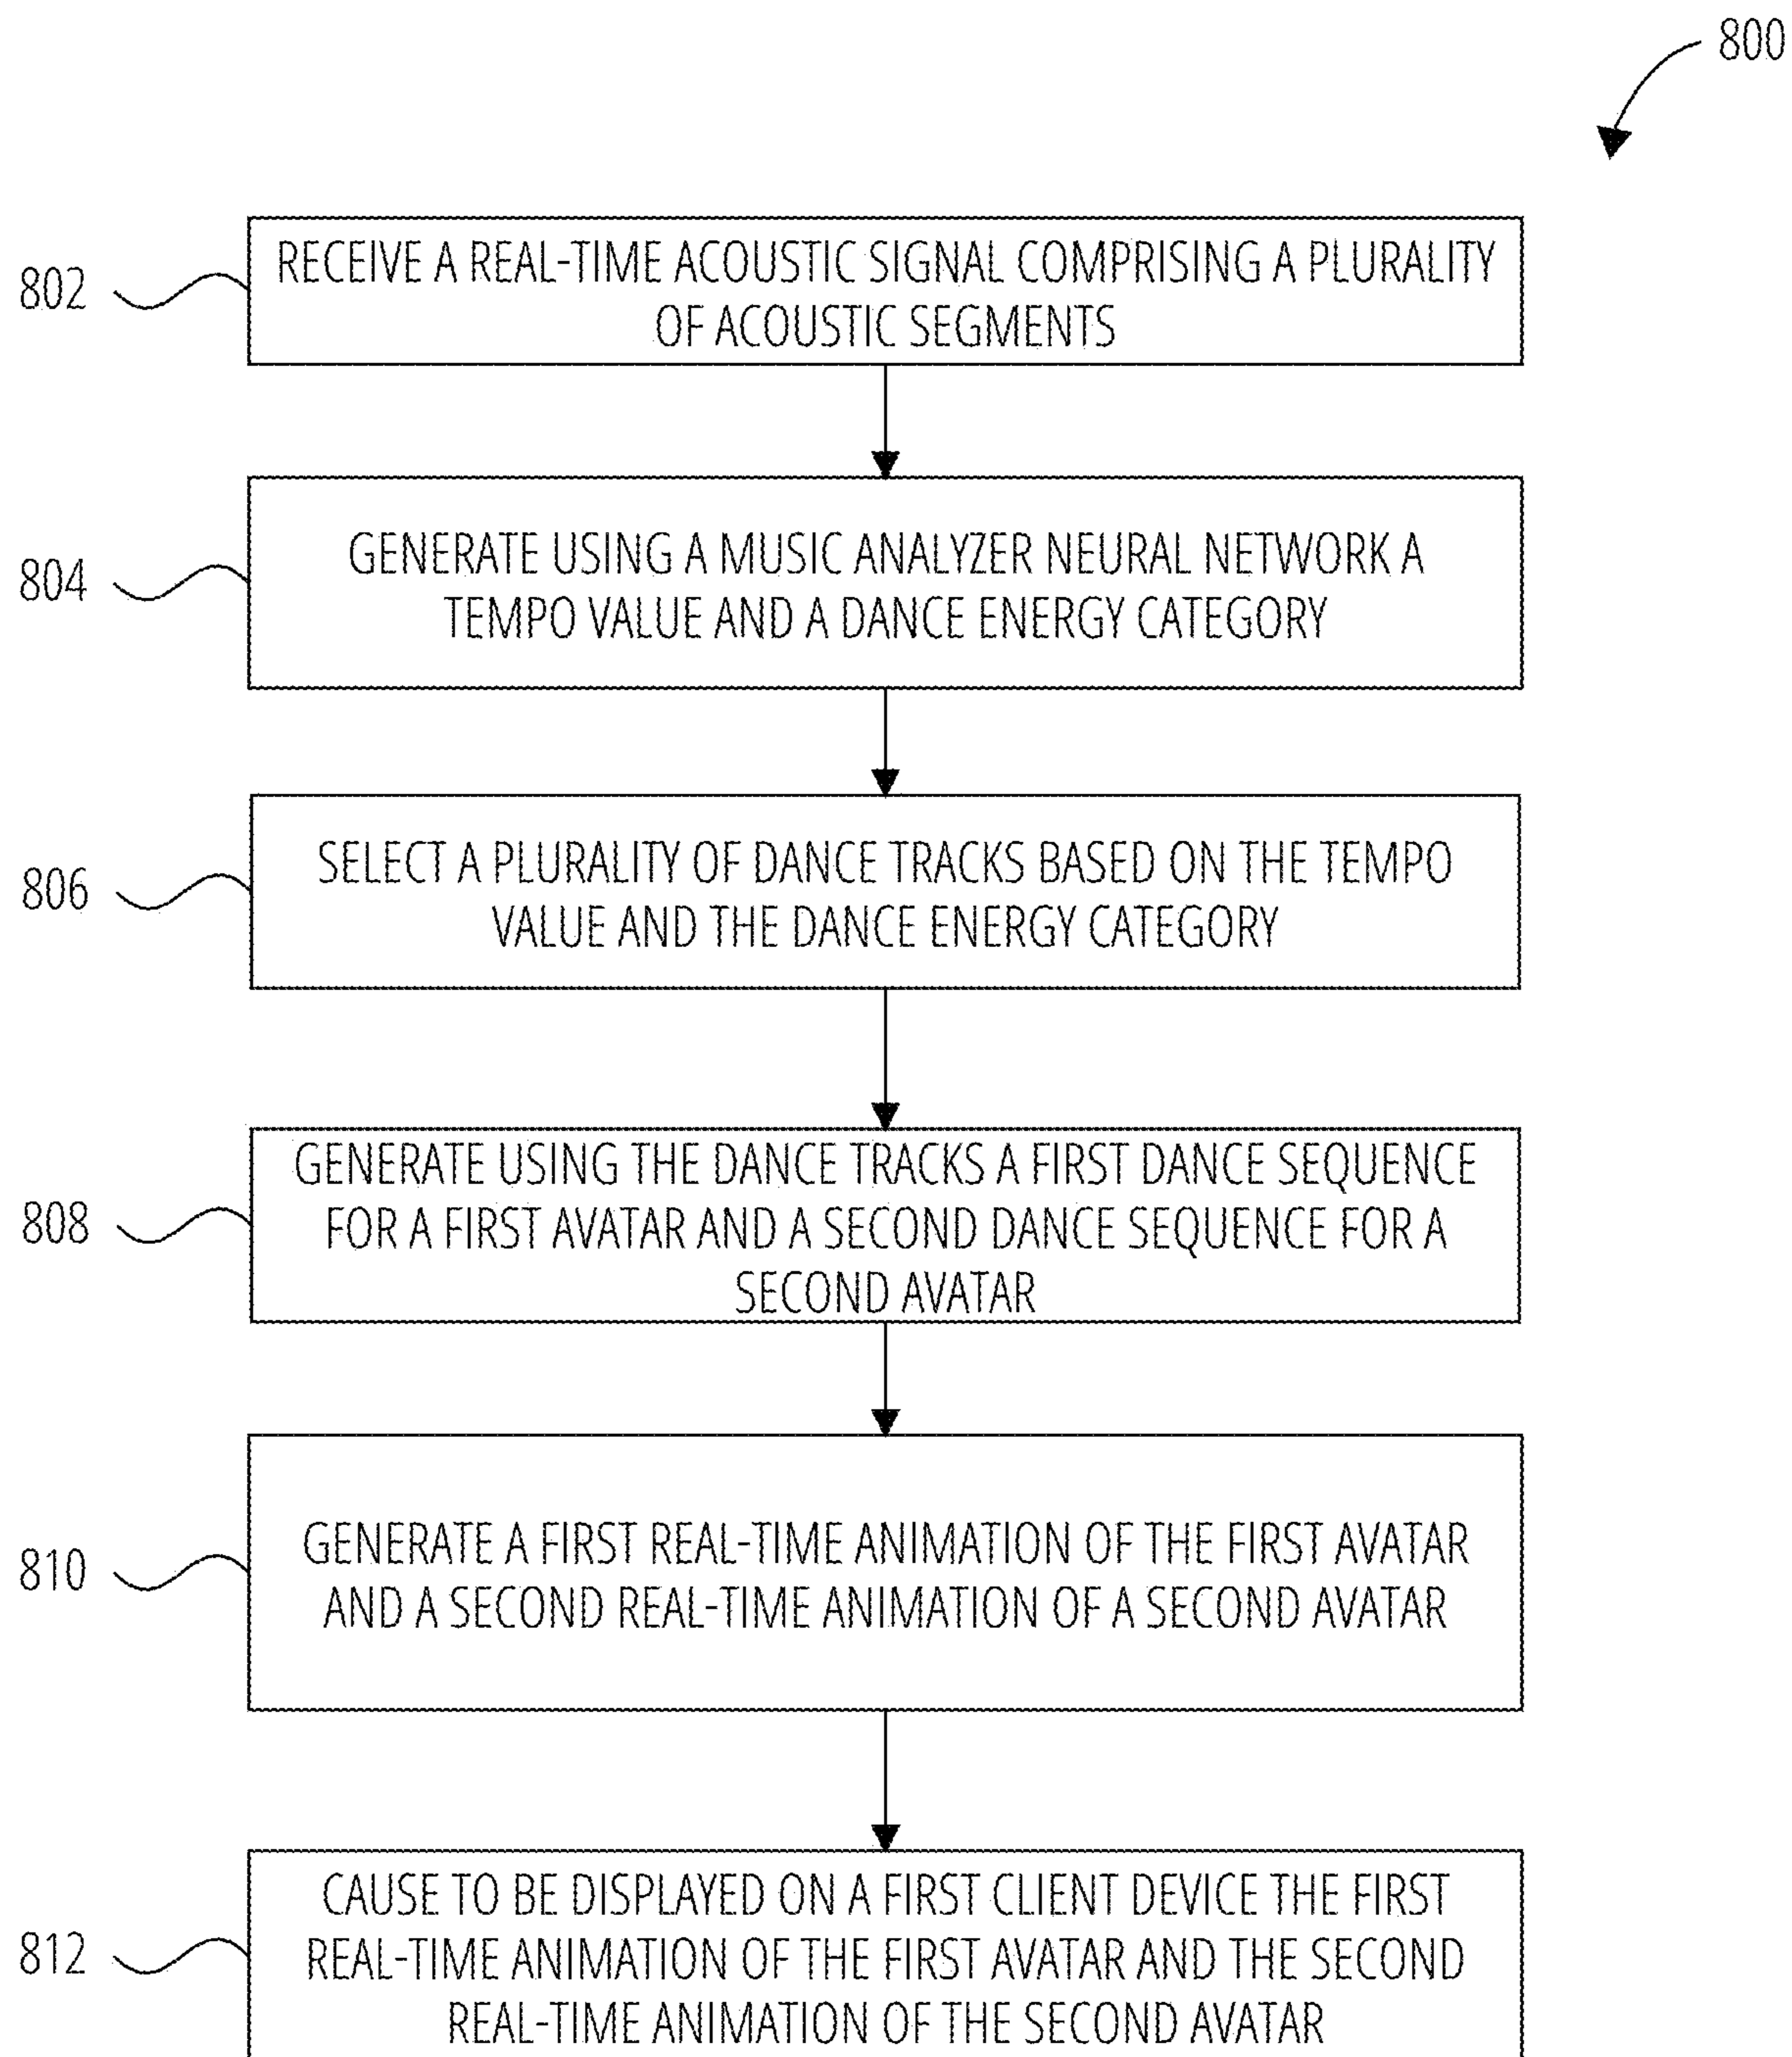 800
802
RECEIVE A REAL-TIME ACOUSTIC SIGNAL COMPRISING A PLURALITY
OF ACOUSTIC SEGMENTS
804
GENERATE USING A MUSIC ANALYZER NEURAL NETWORK A
TEMPO VALUE AND A DANCE ENERGY CATEGORY
806
SELECT A PLURALITY OF DANCE TRACKS BASED ON THE TEMPO
VALUE AND THE DANCE ENERGY CATEGORY
808
GENERATE USING THE DANCE TRACKS A FIRST DANCE SEQUENCE
FOR A FIRST AVATAR AND A SECOND DANCE SEQUENCE FOR A
SECOND AVATAR
810
GENERATE A FIRST REAL-TIME ANIMATION OF THE FIRST AVATAR
AND A SECOND REAL-TIME ANIMATION OF A SECOND AVATAR
812
CAUSE TO BE DISPLAYED ON A FIRST CLIENT DEVICE THE FIRST
REAL-TIME ANIMATION OF THE FIRST AVATAR AND THE SECOND
REAL-TIME ANIMATION OF THE SECOND AVATAR